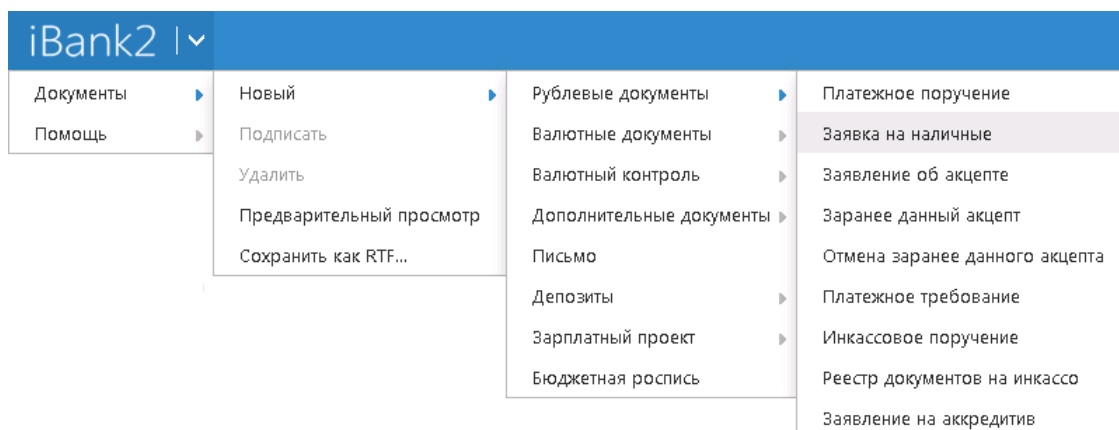 iBank2
Документы
Помощь
Новый
Подписать
Удалить
Предварительный просмотр
Сохранить как RTF...
Рублевые документы
Валютные документы
Валютный контроль
Дополнительные документы
Письмо
Депозиты
Зарплатный проект
Бюджетная роспись
Платежное поручение
Заявка на наличные
Заявление об акцепте
Заранее данный акцепт
Отмена заранее данного акцепта
Платежное требование
Инкассовое поручение
Реестр документов на инкассо
Заявление на аккредитив